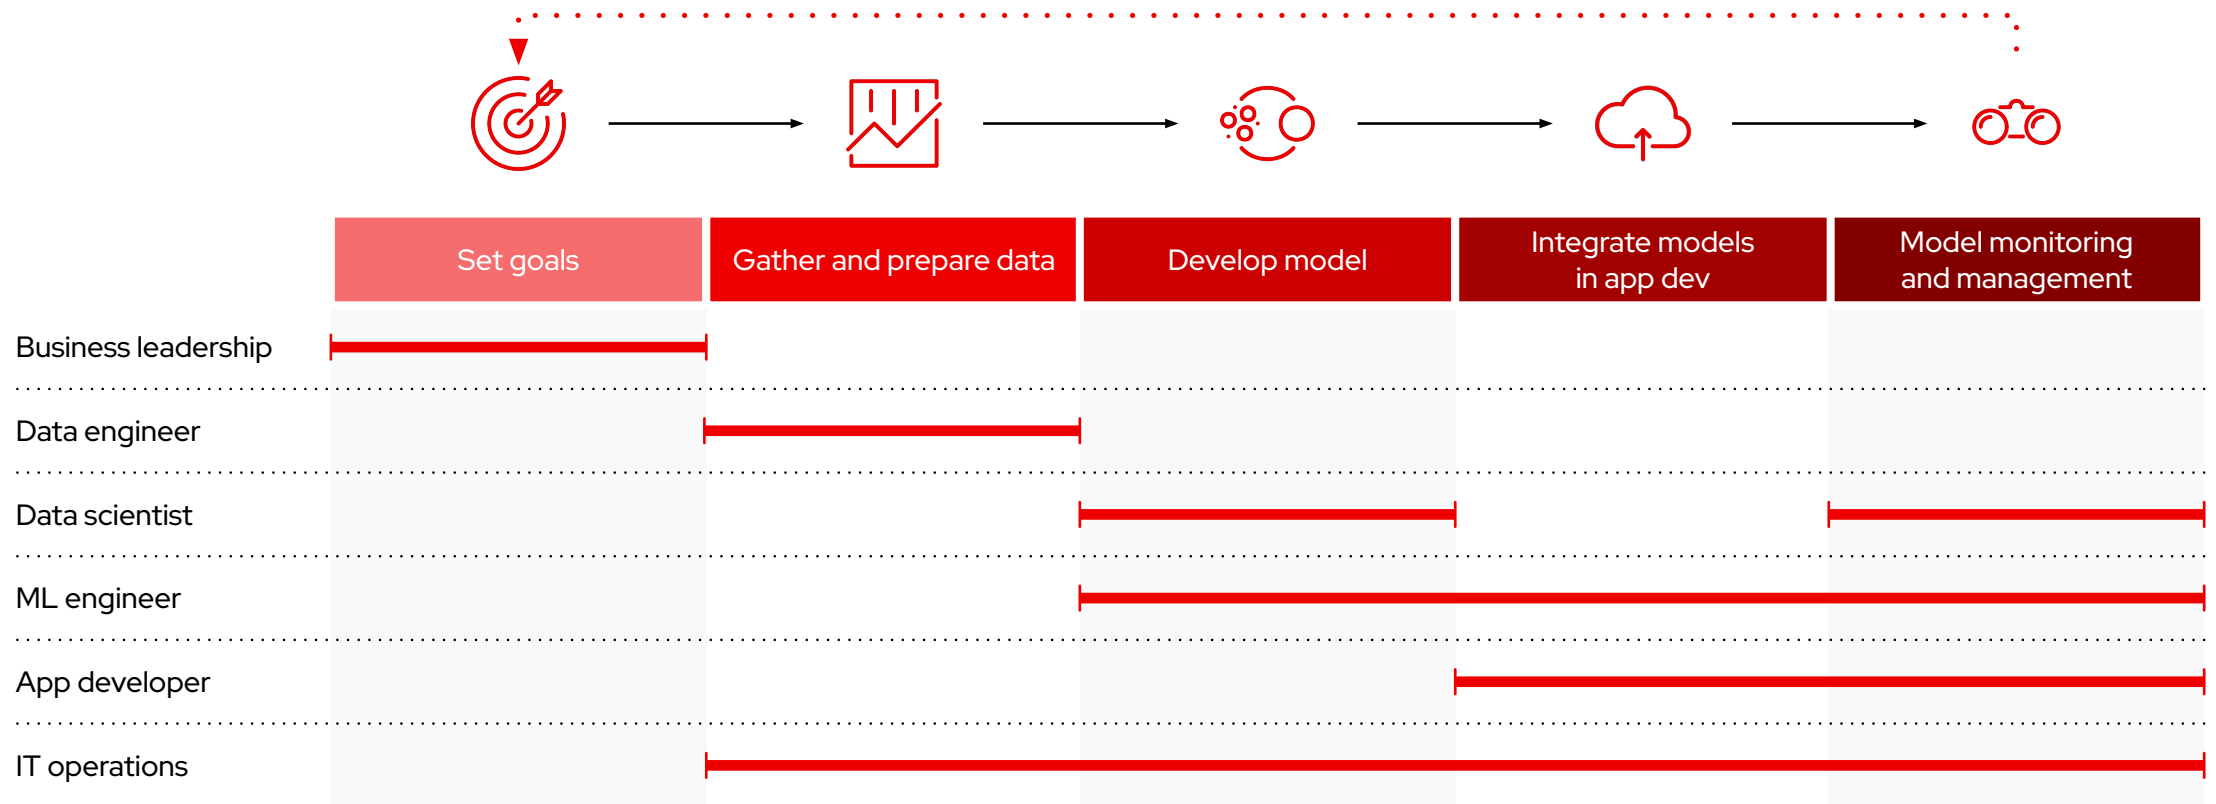 Set goals
Gather and prepare data
Develop model
Integrate models
in app dev
Model monitoring
and management
Business leadership
Data engineer
Data scientist
ML engineer
App developer
IT operations